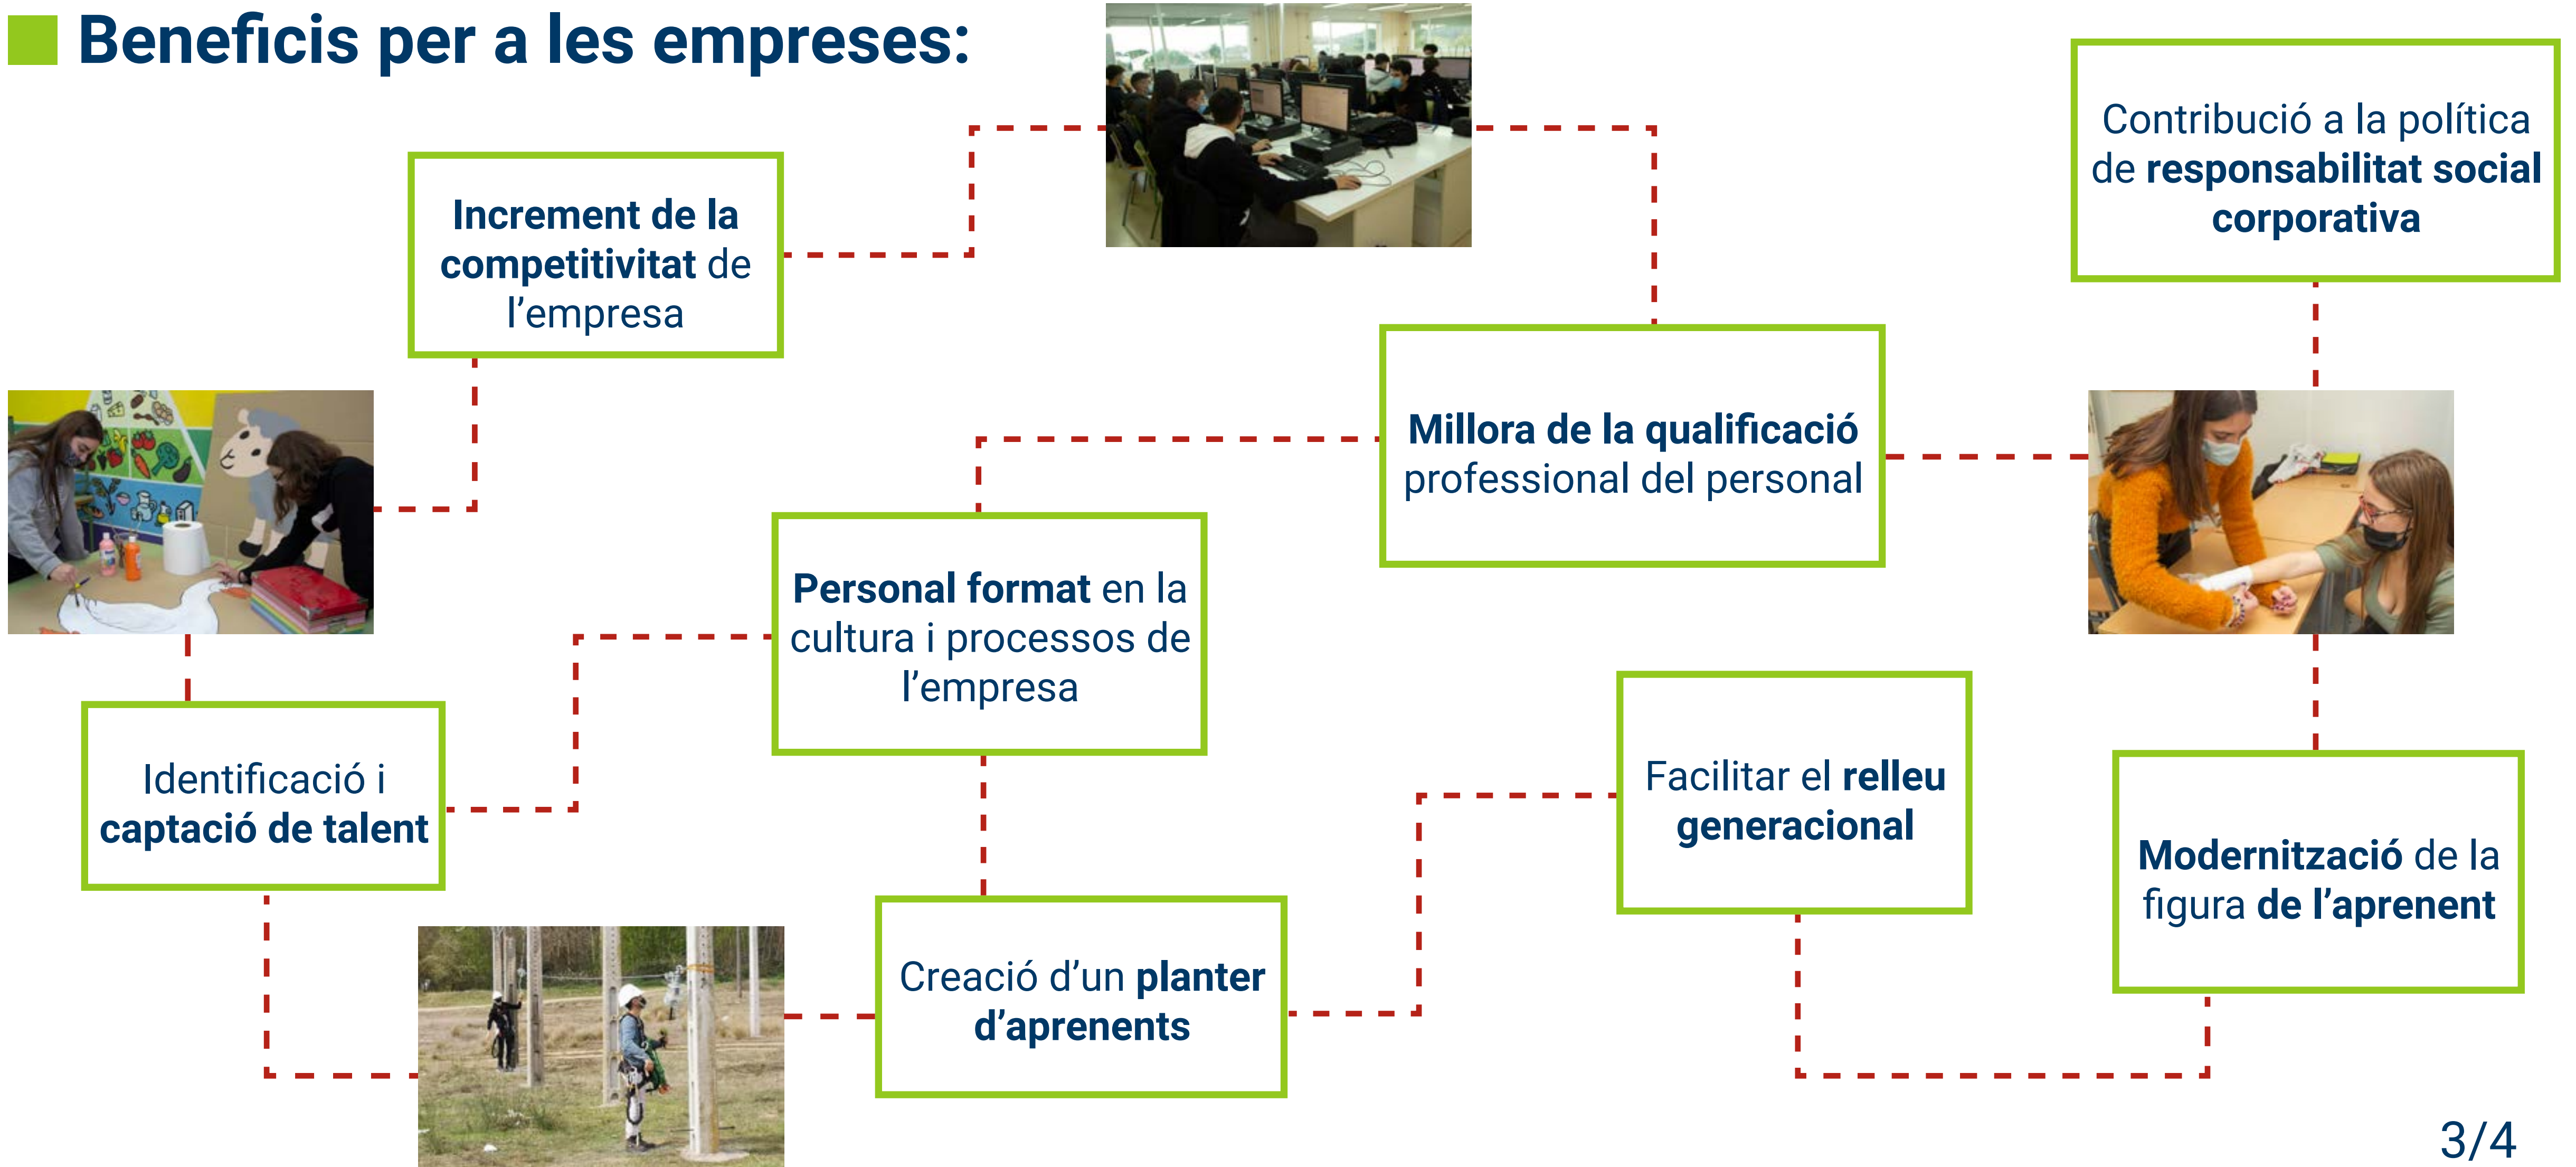 Beneficis per a les empreses:
Increment de la
competitivitat de
l’empresa
Contribució a la política
de responsabilitat social
corporativa
Millora de la qualificació
professional del personal
Personal format en la
cultura i processos de
l’empresa
Identificació i
captació de talent
Facilitar el relleu
generacional
Modernització de la
figura de l’aprenent
Creació d’un planter
d’aprenents
3/4